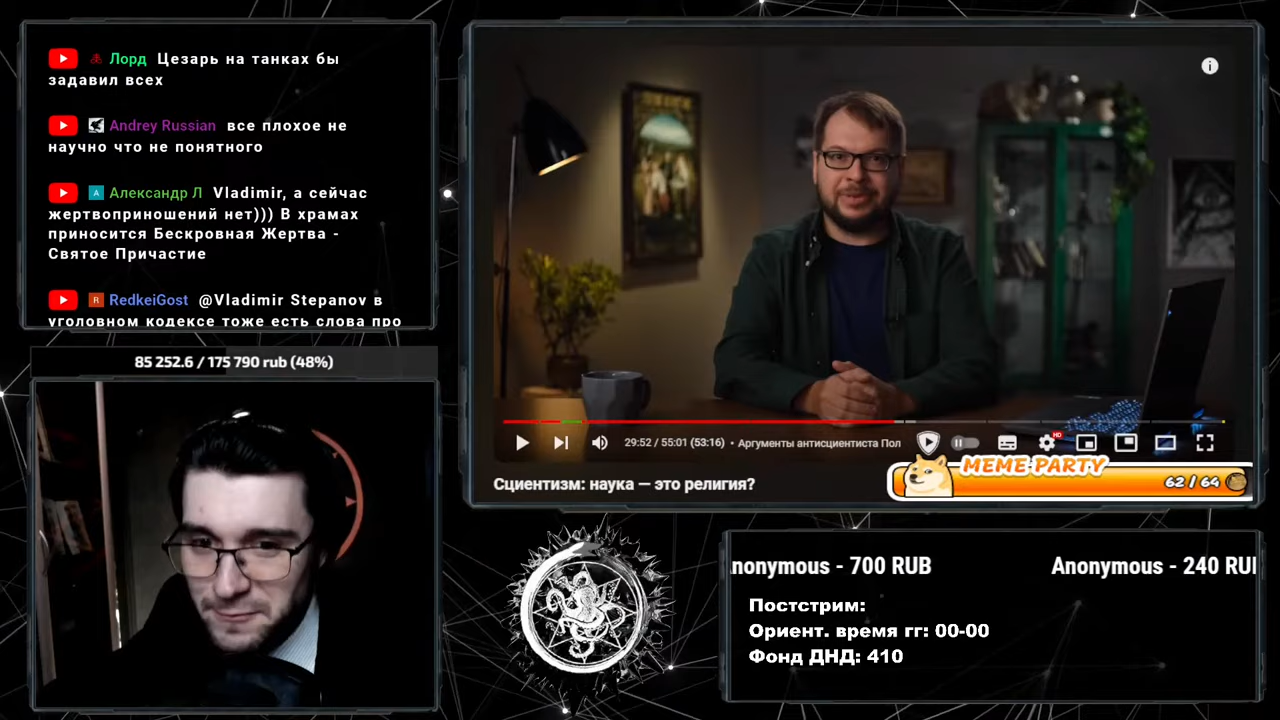 Лорд Цезарь на танках бы
задавил всех
Andrey Russian все плохое не
научно что не понятного
А Александр Л Vladimir, а сейчас
жертвоприношений нет))) В храмах
приносится Бескровная Жертва -
Святое Причастие
R RedkeiGost @Vladimir Stepanov в
уголовном кодексе тоже есть слова про
85 252.6 / 175 790 rub (48%)
29:52 / 55:01 (53:16) • Аргументы антисциентиста Пол
HD
Сциентизм: наука — это религия?
MEME PARTY
62 / 64
nonymous - 700 RUB
Anonymous - 240 RU
Постстрим:
Ориент. время гг: 00-00
Фонд ДНД: 410